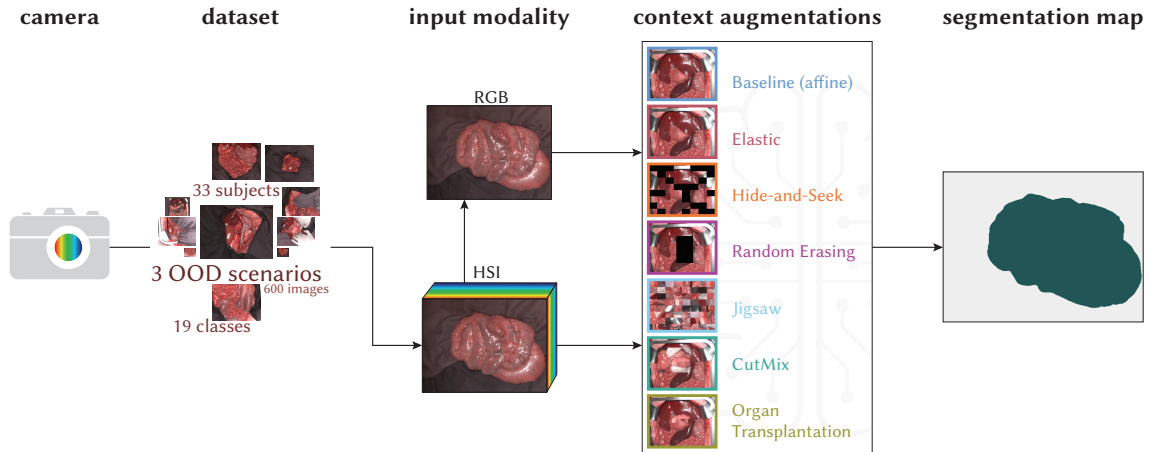 camera
dataset
input modality
context augmentations
segmentation map
33 subjects
3 OOD scenarios
600 images
19 classes
RGB
HSI
Baseline (affine)
Elastic
Hide-and-Seek
Random Erasing
Jigsaw
CutMix
Organ
Transplantation